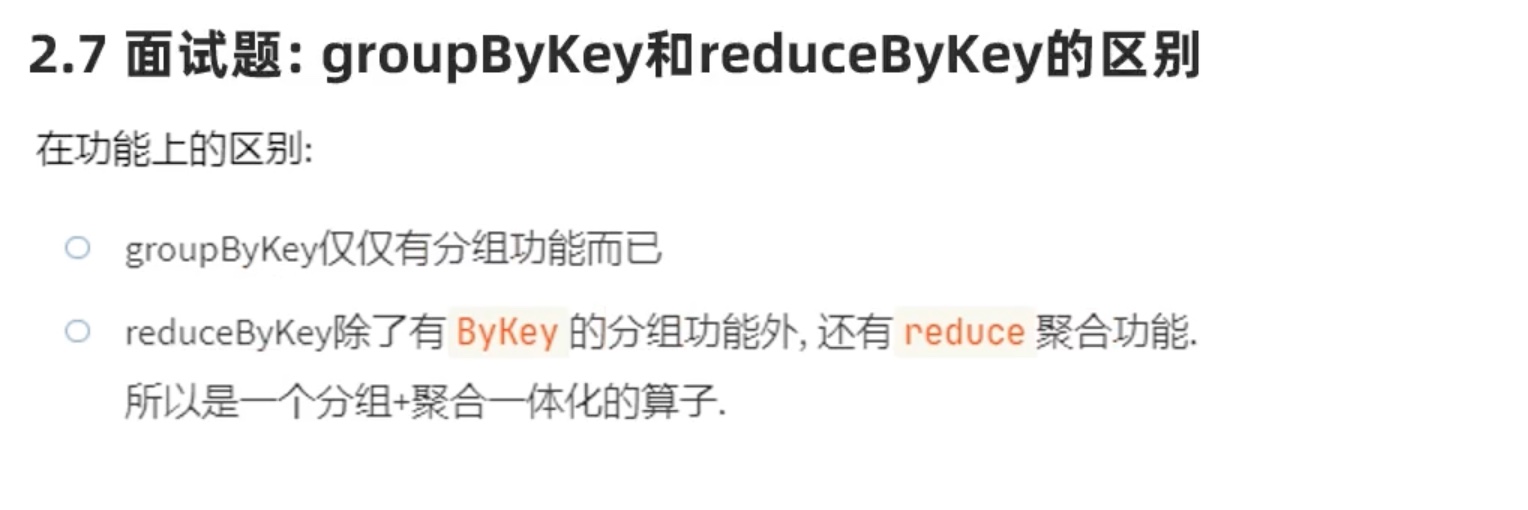 2.7 面试题: groupByKey和reduceByKey的区别
在功能上的区别:
groupByKey仅仅有分组功能而已
reduceByKey除了有 ByKey 的分组功能外, 还有 reduce 聚合功能.
所以是一个分组+聚合一体化的算子.